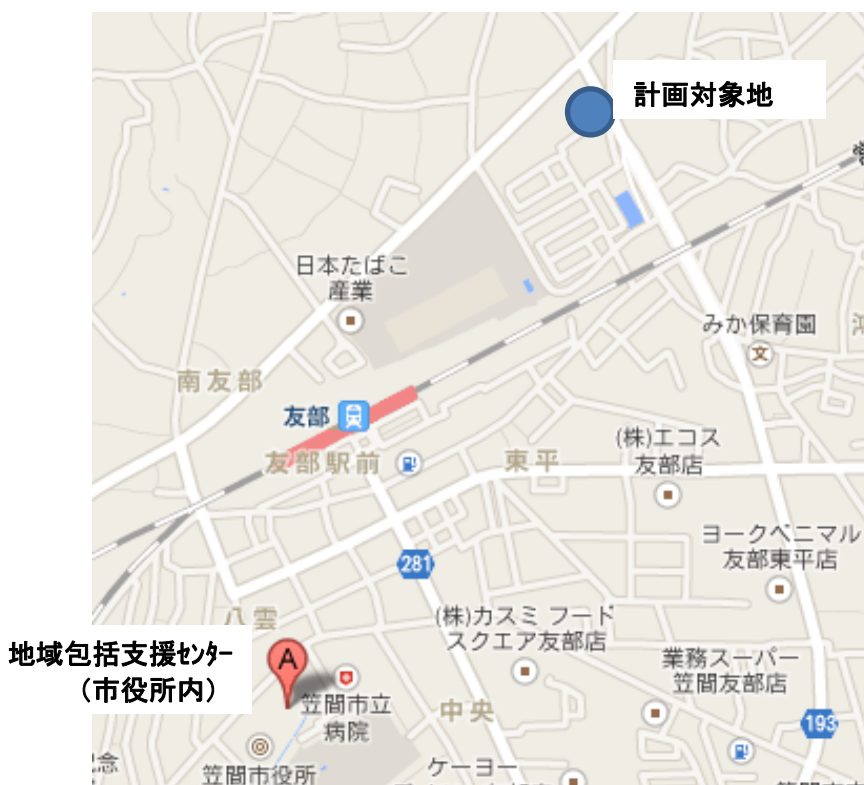 計画対象地
日本たばこ
産業
みか保育園
南友部
友部
(株)エコス
友部店
友部駅前
東平
ヨークベニマル
友部東平店
281
八雲
(株)カスミ フード
スクエア友部店
地域包括支援ｾﾝﾀｰ
（市役所内）
A
業務スーパー
笠間友部店
笠間市立
病院
中央
193
念
笠間市役所
ケーヨー